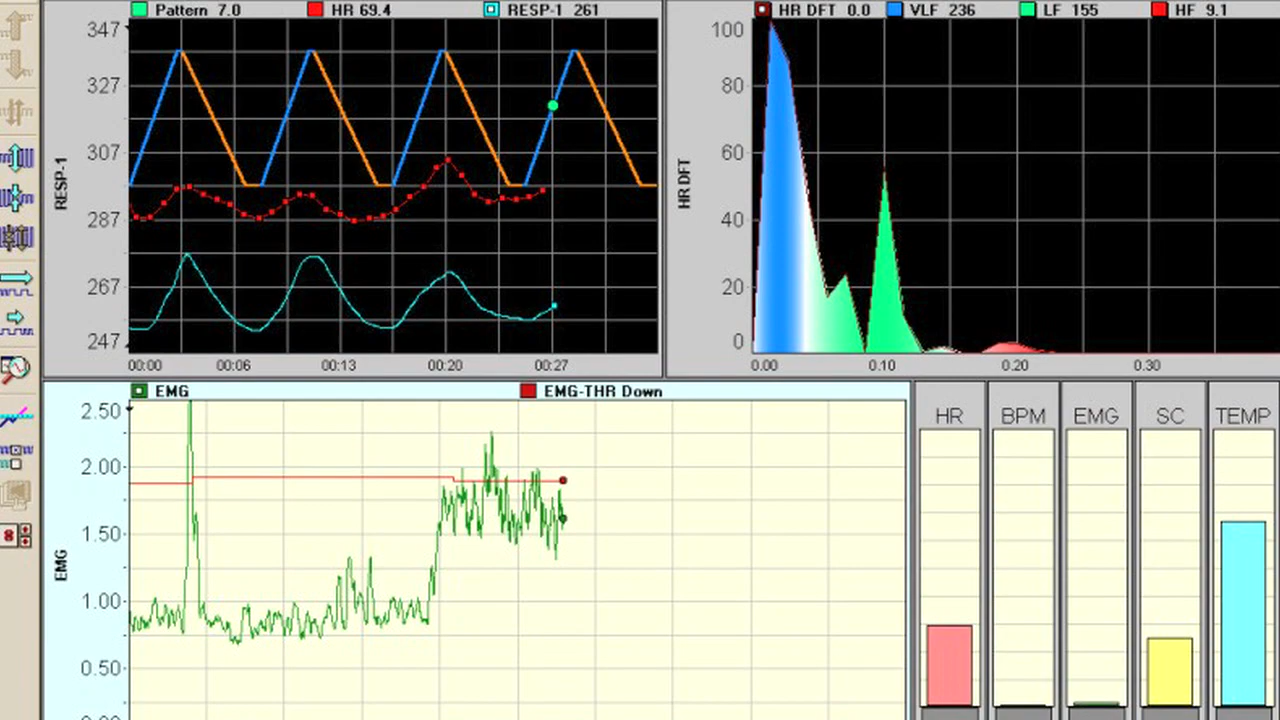 Pattern 7.0 HR 69.4 RESP-1 261
347
327
307
287
267
247
RESP-1
00:00 00:06 00:13 00:20 00:27
HR DFT 0.0 VLF 236 LF 155 HF 9.1
100
80
60
40
20
0
HR DFT
0.00 0.10 0.20 0.30
EMG EMG-THR Down
2.50
2.00
1.50
1.00
0.50
EMG
HR BPM EMG SC TEMP
8